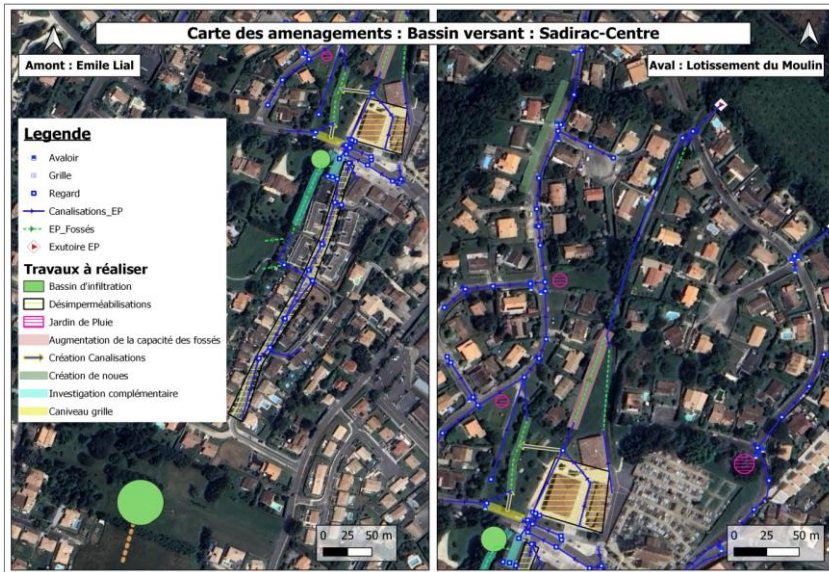 Carte des amenagements : Bassin versant : Sadirac-Centre
Amont : Emile Lial
Aval : Lotissement du Moulin
Legende
Avaloir
Grille
Regard
Canalisations_EP
EP_Fossés
Exutoire EP
Travaux à réaliser
Bassin d'infiltration
Désimperméabilisations
Jardin de Pluie
Augmentation de la capacité des fossés
Création Canalisations
Création de noues
Investigation complémentaire
Caniveau grille
0 25 50 m
0 25 50 m